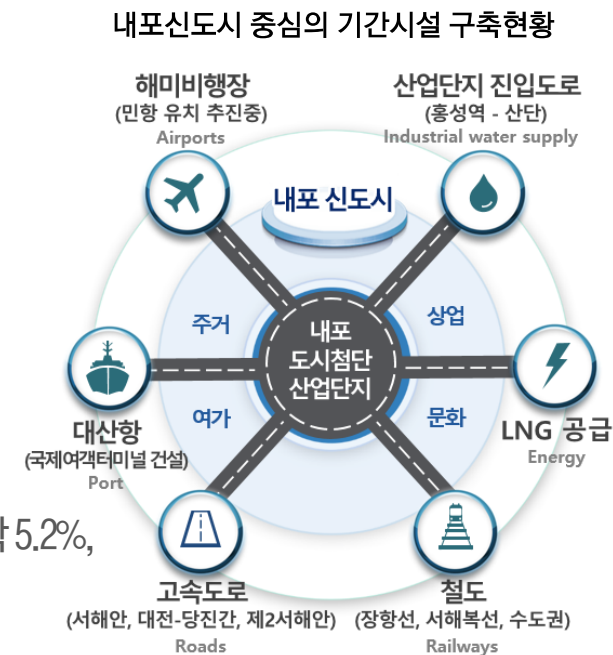 내포신도시 중심의 기간시설 구축현황
해미비행장
(민항 유치 추진중)
Airports
산업단지 진입도로
(홍성역 - 산단)
Industrial water supply
내포 신도시
주거
상업
내포
도시첨단
산업단지
여가
문화
대산항
(국제여객터미널 건설)
Port
LNG 공급
Energy
5.2%,
고속도로
(서해안, 대전-당진간, 제2서해안)
Roads
철도
(장항선, 서해복선, 수도권)
Railways